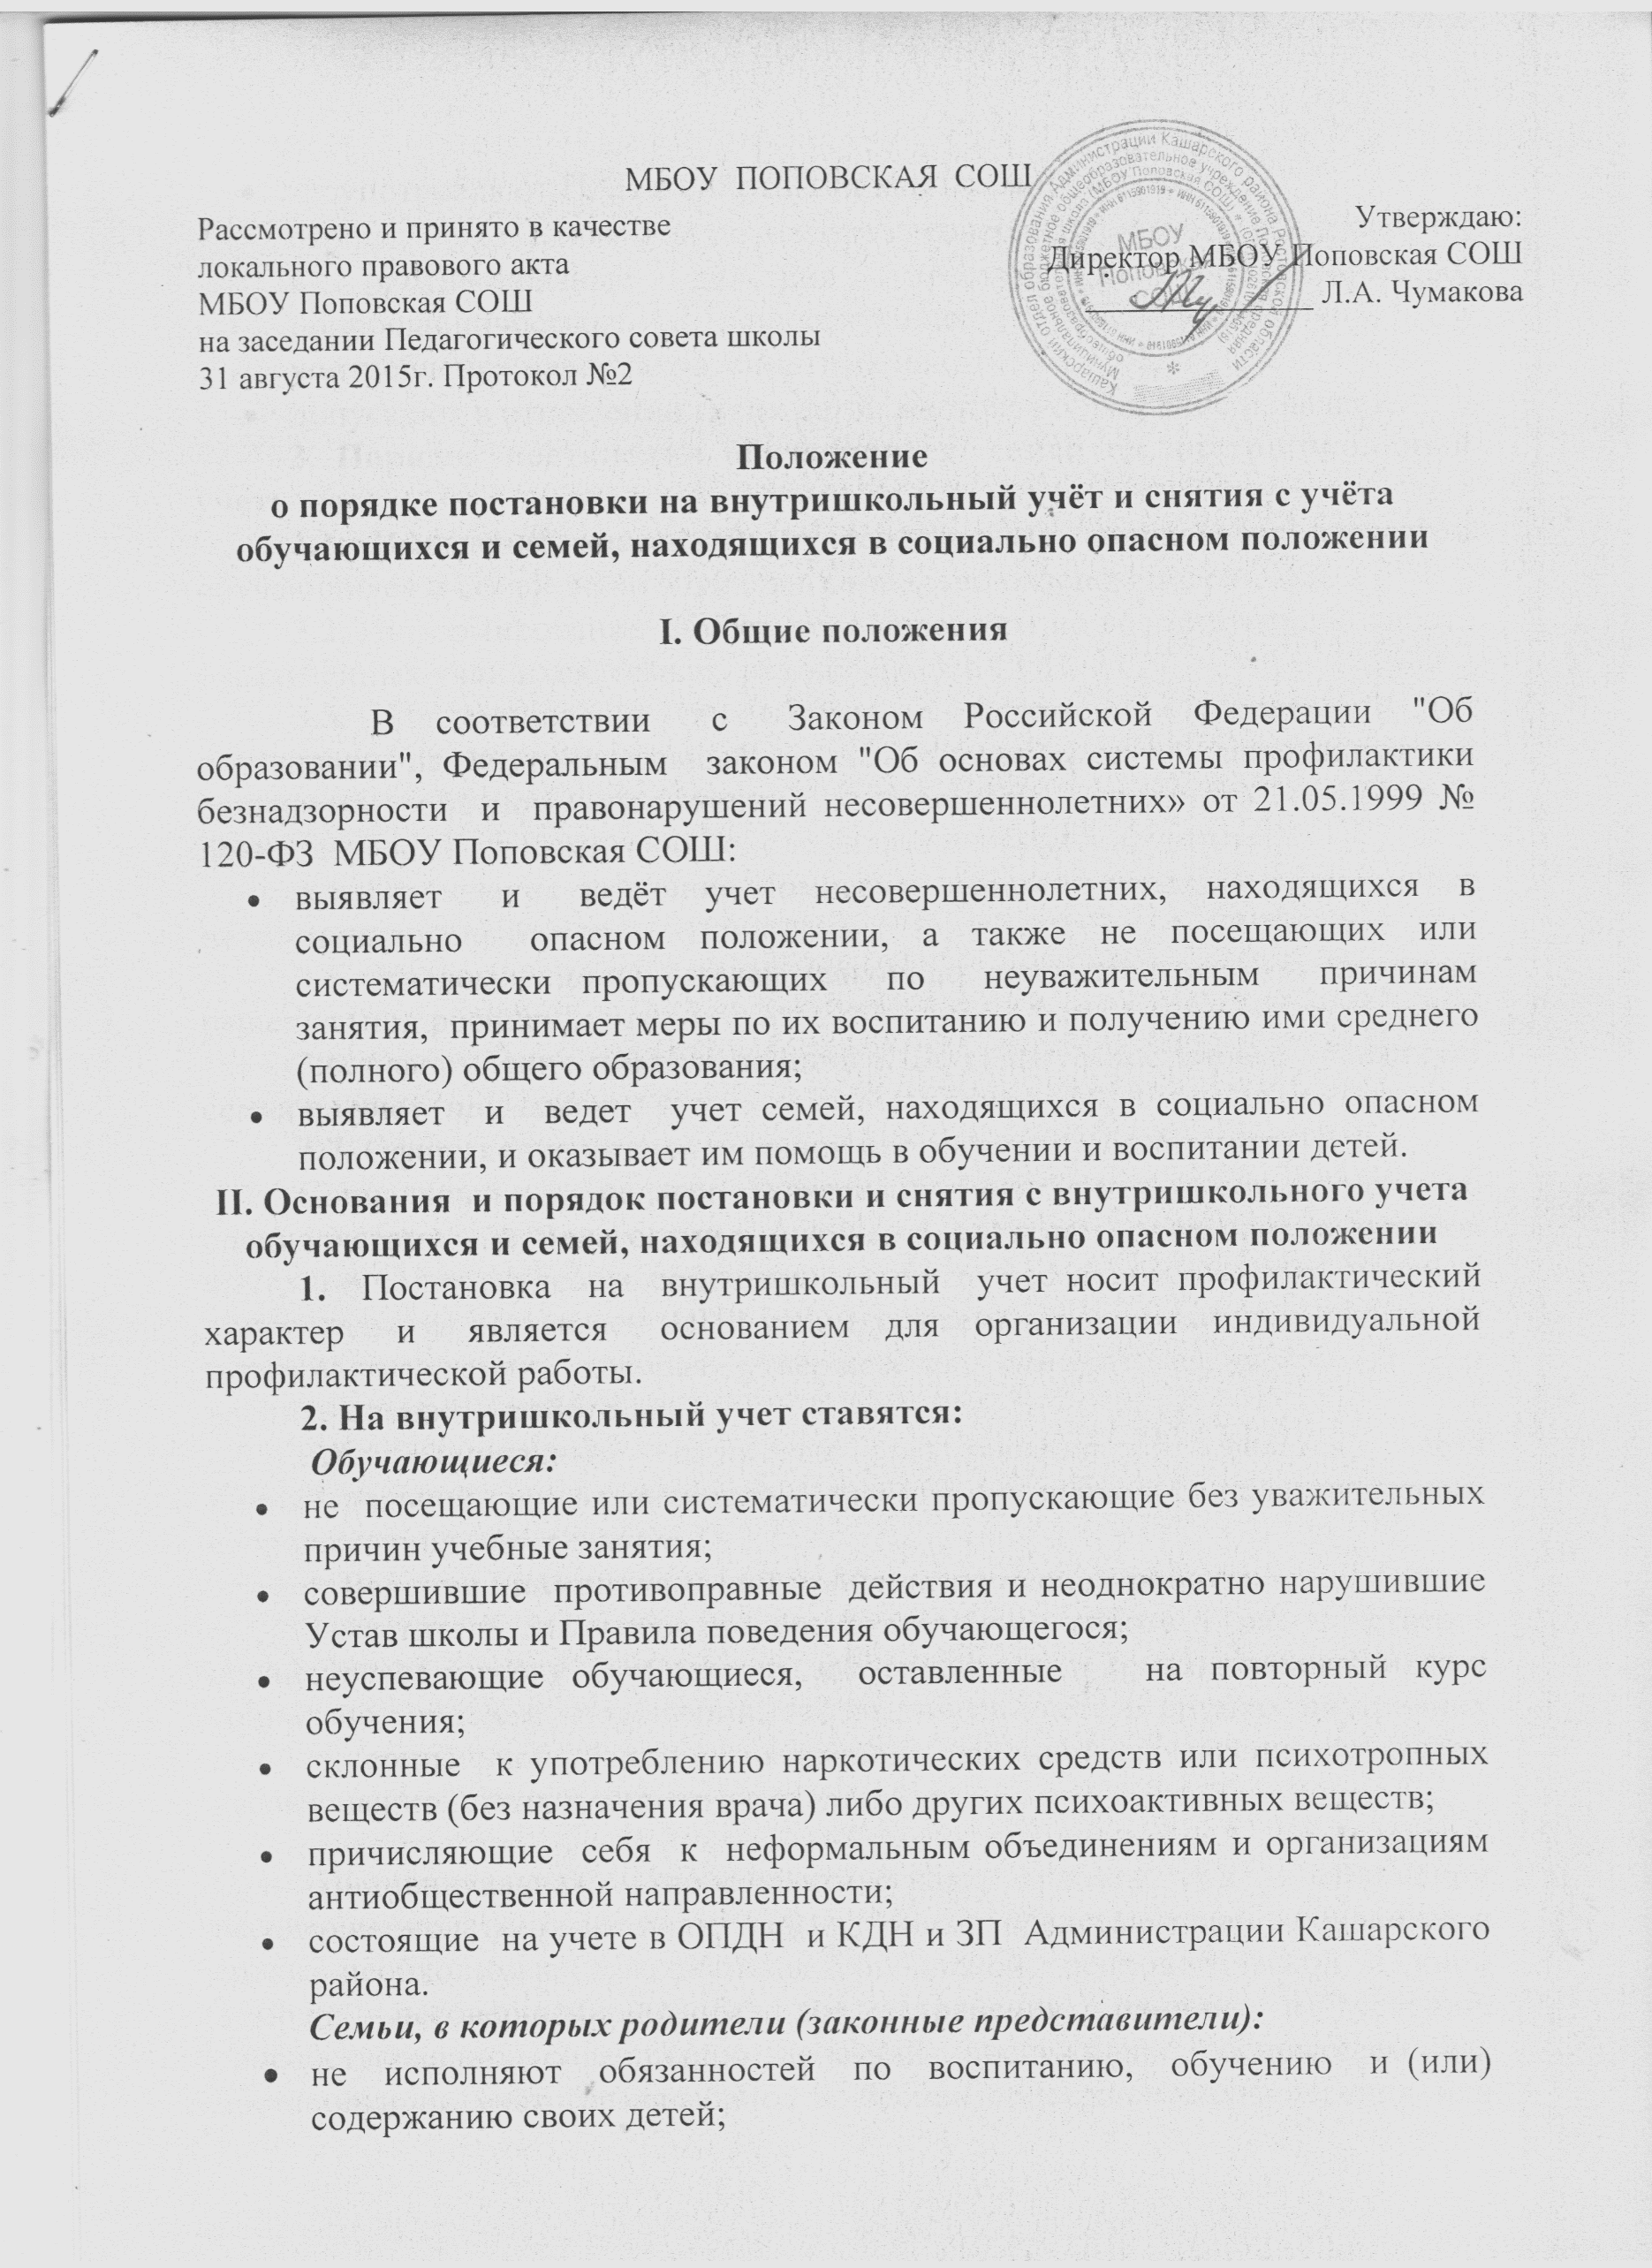 МБОУ ПОПОВСКАЯ СОШ
Рассмотрено и принято в качестве
локального правового акта
МБОУ Поповская СОШ
на заседании Педагогического совета школы
31 августа 2015г. Протокол №2
Утверждаю:
Директор МБОУ Поповская СОШ
Л.А. Чумакова
МБОУ
Поповская
СОШ
Положение
о порядке постановки на внутришкольный учёт и снятия с учёта
обучающихся и семей, находящихся в социально опасном положении
I. Общие положения
В соответствии с Законом Российской Федерации "Об
образовании", Федеральным законом "Об основах системы профилактики
безнадзорности и правонарушений несовершеннолетних» от 21.05.1999 №
120-ФЗ МБОУ Поповская СОШ:
• выявляет и ведёт учет несовершеннолетних, находящихся в
социально опасном положении, а также не посещающих или
систематически пропускающих по неуважительным причинам
занятия, принимает меры по их воспитанию и получению ими среднего
(полного) общего образования;
• выявляет и ведет учет семей, находящихся в социально опасном
положении, и оказывает им помощь в обучении и воспитании детей.
II. Основания и порядок постановки и снятия с внутришкольного учета
обучающихся и семей, находящихся в социально опасном положении
1. Постановка на внутришкольный учет носит профилактический
характер и является основанием для организации индивидуальной
профилактической работы.
2. На внутришкольный учет ставятся:
Обучающиеся:
• не посещающие или систематически пропускающие без уважительных
причин учебные занятия;
• совершившие противоправные действия и неоднократно нарушившие
Устав школы и Правила поведения обучающегося;
• неуспевающие обучающиеся, оставленные на повторный курс
обучения;
• склонные к употреблению наркотических средств или психотропных
веществ (без назначения врача) либо других психоактивных веществ;
• причисляющие себя к неформальным объединениям и организациям
антиобщественной направленности;
• состоящие на учете в ОПДН и КДН и ЗП Администрации Кашарского
района.
Семьи, в которых родители (законные представители):
• не исполняют обязанностей по воспитанию, обучению и (или)
содержанию своих детей;